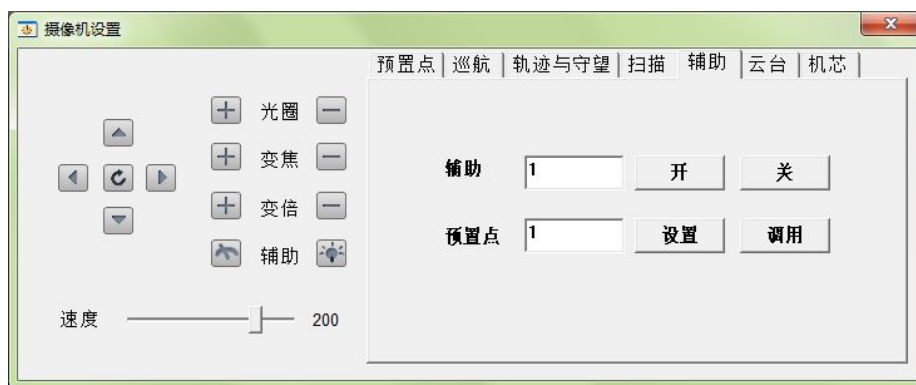 摄像机设置
预置点 巡航 轨迹与守望 扫描 辅助 云台 机芯
光圈
变焦
变倍
辅助
速度 200
辅助 1 开 关
预置点 1 设置 调用